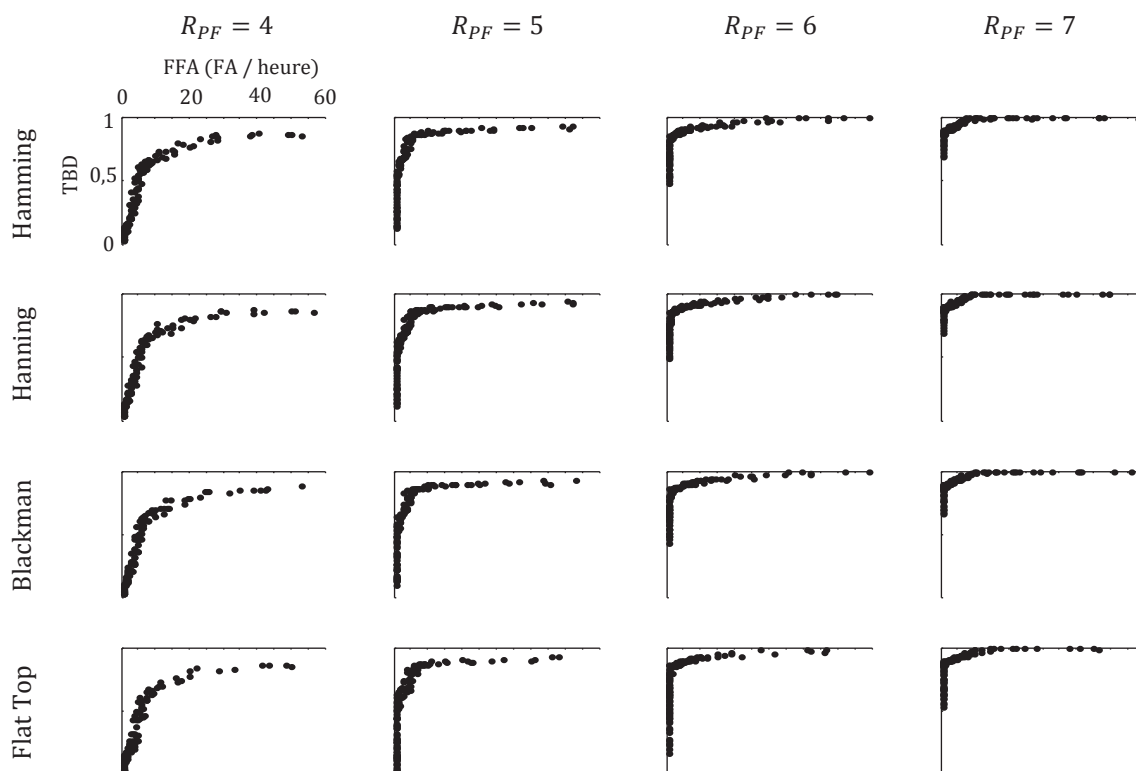 R_PF = 4 R_PF = 5 R_PF = 6 R_PF = 7
FFA (FA / heure)
0 20 40 60
Hamming
TBD
1
0,5
0
Hanning
Blackman
Flat Top